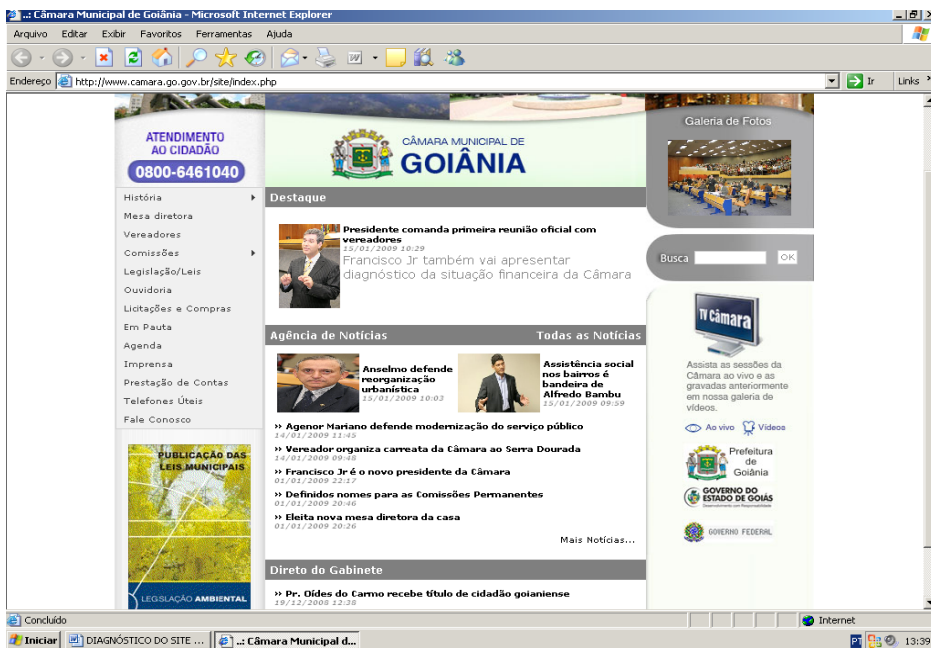 ..: Câmara Municipal de Goiânia - Microsoft Internet Explorer
Arquivo Editar Exibir Favoritos Ferramentas Ajuda
Endereço http://www.camara.go.gov.br/site/index.php Ir Links
ATENDIMENTO
AO CIDADÃO
0800-6461040
História
Mesa diretora
Vereadores
Comissões
Legislação/Leis
Ouvidoria
Licitações e Compras
Em Pauta
Agenda
Imprensa
Prestação de Contas
Telefones Úteis
Fale Conosco
PUBLICAÇÃO DAS
LEIS MUNICIPAIS
LEGISLAÇÃO AMBIENTAL
CÂMARA MUNICIPAL DE
GOIÂNIA
Destaque
Presidente comanda primeira reunião oficial com
vereadores
15/01/2009 10:29
Francisco Jr também vai apresentar
diagnóstico da situação financeira da Câmara
Agência de Notícias Todas as Notícias
Anselmo defende
reorganização
urbanística
15/01/2009 10:03
Assistência social
nos bairros é
bandeira de
Alfredo Bambu
15/01/2009 09:59
›› Agenor Mariano defende modernização do serviço público
14/01/2009 11:45
›› Vereador organiza carreata da Câmara ao Serra Dourada
14/01/2009 09:48
›› Francisco Jr é o novo presidente da Câmara
01/01/2009 22:17
›› Definidos nomes para as Comissões Permanentes
01/01/2009 20:46
›› Eleita nova mesa diretora da casa
01/01/2009 20:26
Mais Notícias...
Direto do Gabinete
›› Pr. Oídes do Carmo recebe título de cidadão goianiense
19/12/2008 12:38
Galeria de Fotos
Busca OK
TV Câmara
Assista as sessões da
Câmara ao vivo e as
gravadas anteriormente
em nossa galeria de
vídeos.
Ao vivo Vídeos
Prefeitura
de
Goiânia
GOVERNO DO
ESTADO DE GOIÁS
Desenvolvimento com Responsabilidade
GOVERNO FEDERAL
Concluído Internet
Iniciar DIAGNÓSTICO DO SITE ... ..: Câmara Municipal d... PT 13:39